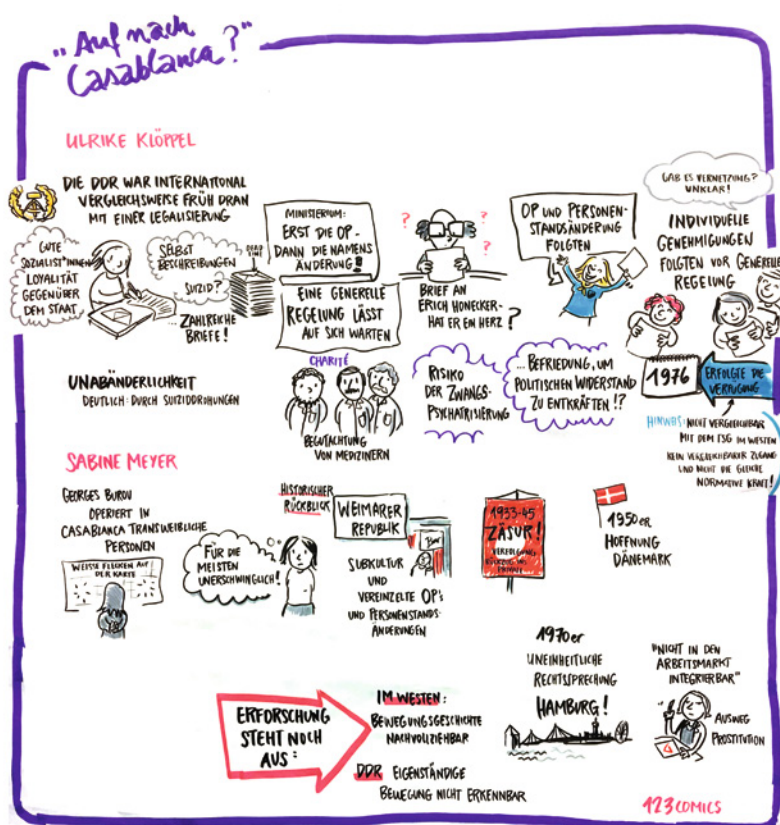 "Auf nach
Casablanca?"
ULRIKE KLÖPPEL
DIE DDR WAR INTERNATIONAL
VERGLEICHSWEISE FRÜH DRAN
MIT EINER LEGALISIERUNG
GUTE
SOZIALIST*INNEN
LOYALITÄT
GEGENÜBER
DEM STAAT
SELBST
BESCHREIBUNGEN
SUIZID?
... ZAHLREICHE
BRIEFE!
MINISTERIUM:
ERST DIE OP-
DANN DIE NAMENS
ÄNDERUNG!
EINE GENERELLE
REGELUNG LÄSST
AUF SICH WARTEN
? ? ? ?
BRIEF AN
ERICH HONECKER-
HAT ER EIN HERZ?
OP UND PERSONEN-
STANDSÄNDERUNG
FOLGTEN
GAB ES VERNETZUNG?
UNKLAR!
INDIVIDUELLE
GENEHMIGUNGEN
FOLGTEN VOR GENERELLE
REGELUNG
UNABÄNDERLICHKEIT
DEUTLICH: DURCH SUIZIDDROHUNGEN
CHARITÉ
BEGUTACHTUNG
VON MEDIZINERN
RISIKO
DER ZWANGS-
PSYCHIATRISIERUNG
... BEFRIEDUNG, UM
POLITISCHEN WIDERSTAND
ZU ENTKRÄFTEN!?
1976
ERFOLGTE DIE
VERFÜGUNG
HINWEIS: NICHT VERGLEICHBAR
MIT DEM TSG IM WESTEN
KEIN VERGLEICHBARER ZUGANG
UND NICHT DIE GLEICHE
NORMATIVE KRAFT!
SABINE MEYER
GEORGES BUROU
OPERIERT IN
CASABLANCA TRANSWEIBLICHE
PERSONEN
WEISSE FLECKEN AUF
DER KARTE
FÜR DIE
MEISTEN
UNERSCHWINGLICH!
HISTORISCHER
RÜCKBLICK
WEIMARER
REPUBLIK
BAR
SUBKULTUR
UND
VEREINZELTE OP's
UND PERSONENSTANDS-
ÄNDERUNGEN
1933-45
ZÄSUR!
VERFOLGUNG
RÜCKZUG INS
PRIVATE
1950er
HOFFNUNG
DÄNEMARK
1970er
UNEINHEITLICHE
RECHTSSPRECHUNG
HAMBURG!
"NICHT IN DEN
ARBEITSMARKT
INTEGRIERBAR"
AUSWEG
PROSTITUTION
ERFORSCHUNG
STEHT NOCH
AUS:
IM WESTEN:
BEWEGUNGSGESCHICHTE
NACHVOLLZIEHBAR
DDR EIGENSTÄNDIGE
BEWEGUNG NICHT ERKENNBAR
123COMICS